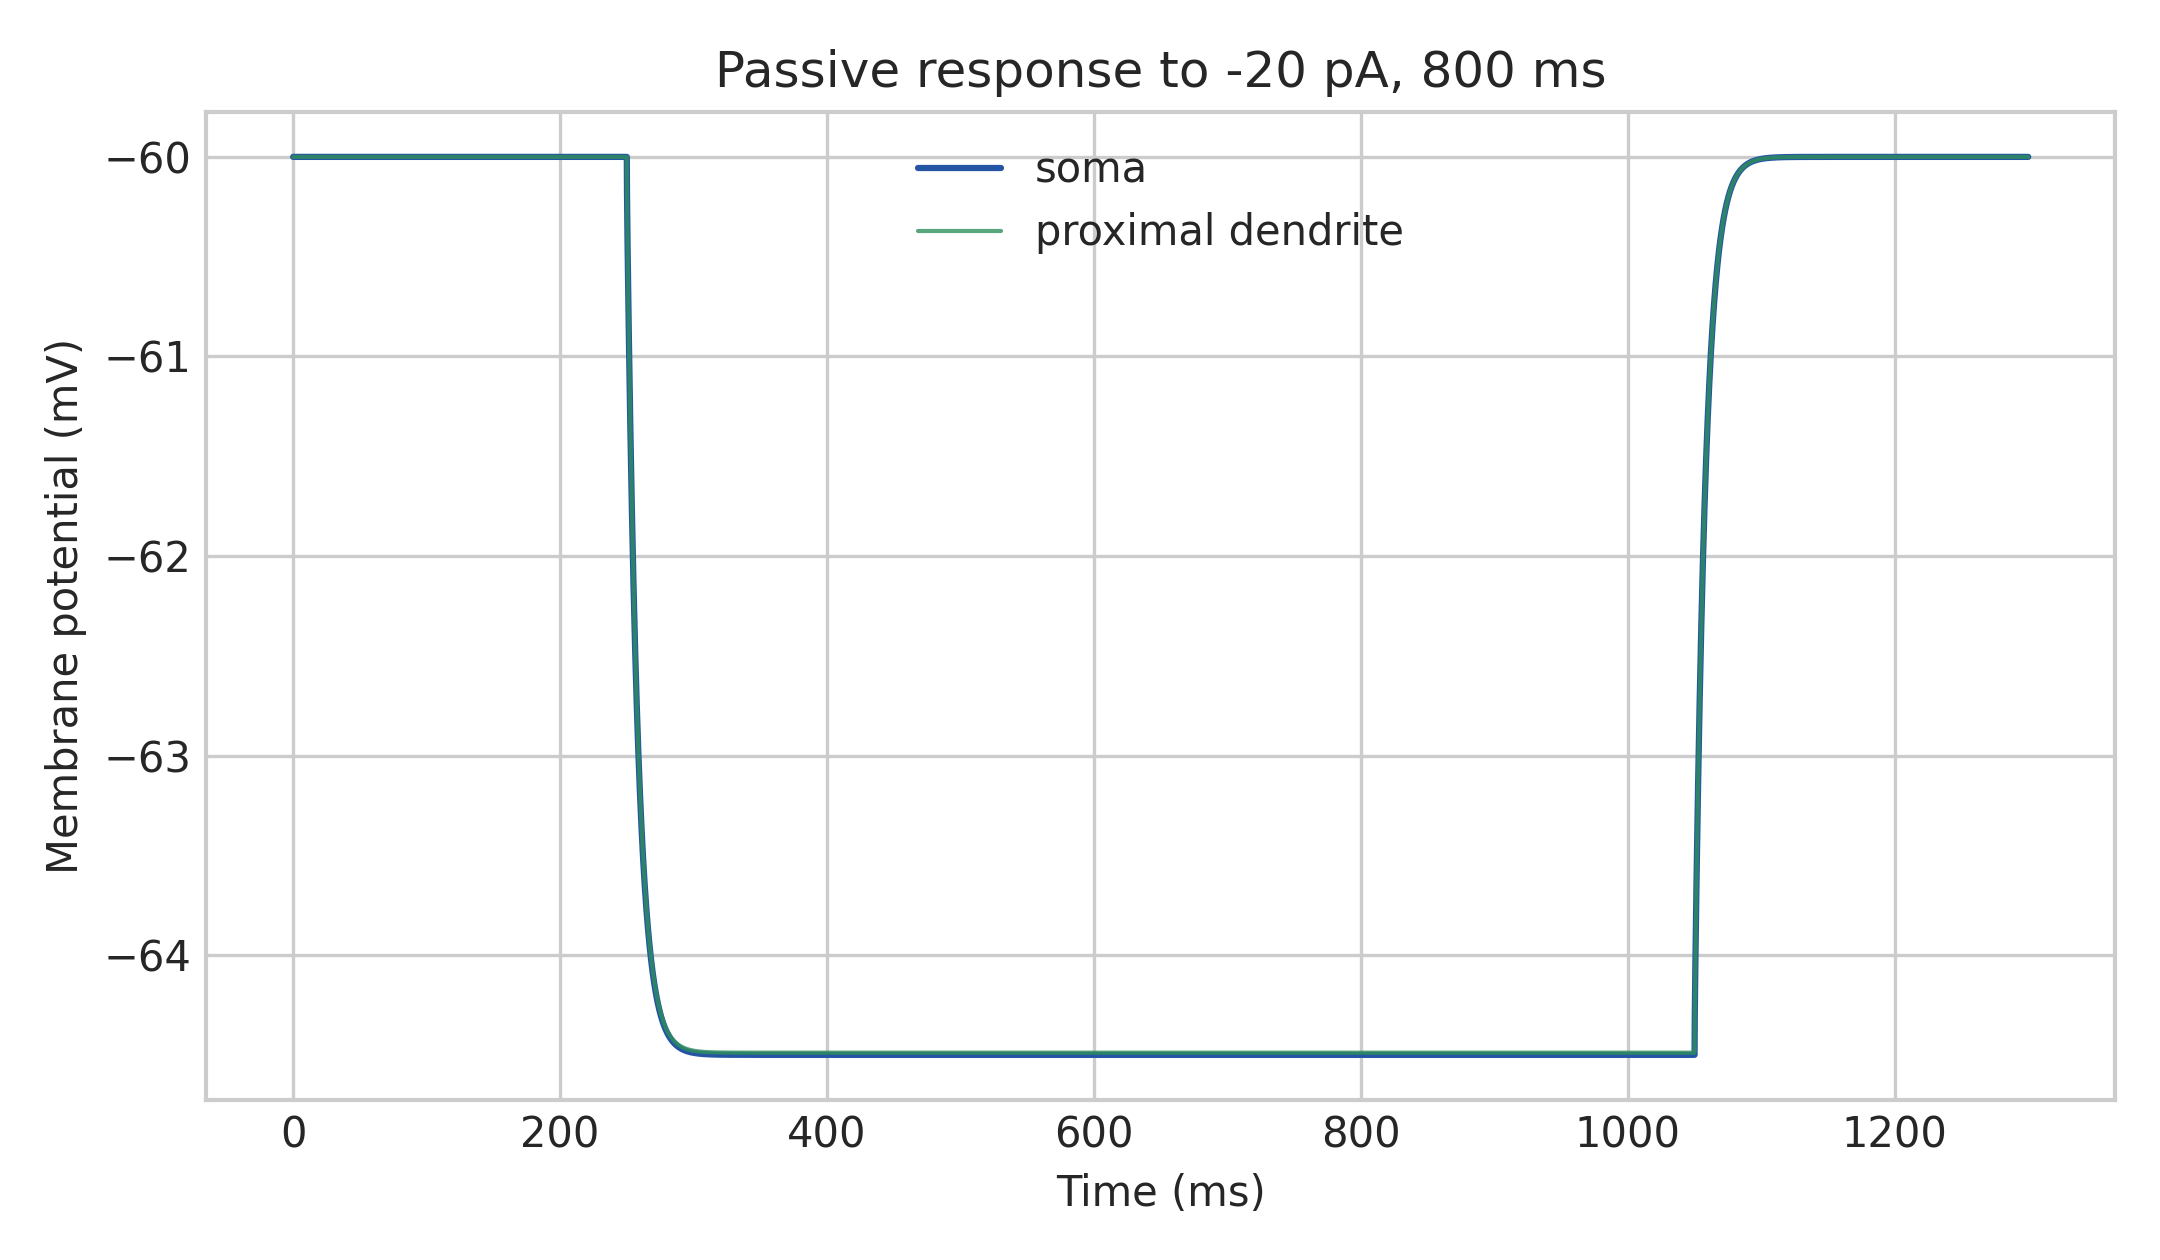 Passive response to -20 pA, 800 ms
soma
proximal dendrite
Membrane potential (mV)
−60
−61
−62
−63
−64
0 200 400 600 800 1000 1200
Time (ms)